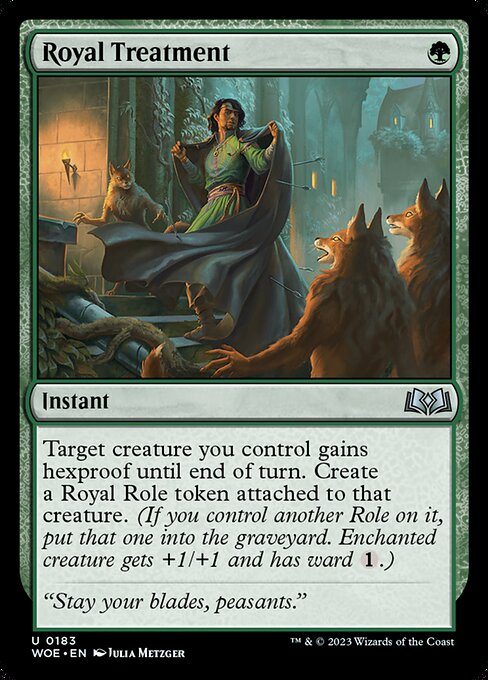 Royal Treatment
Instant
Target creature you control gains
hexproof until end of turn. Create
a Royal Role token attached to that
creature. (If you control another Role on it,
put that one into the graveyard. Enchanted
creature gets +1/+1 and has ward 1.)
“Stay your blades, peasants.”
U 0183
WOE • EN JULIA METZGER
™ & © 2023 Wizards of the Coast